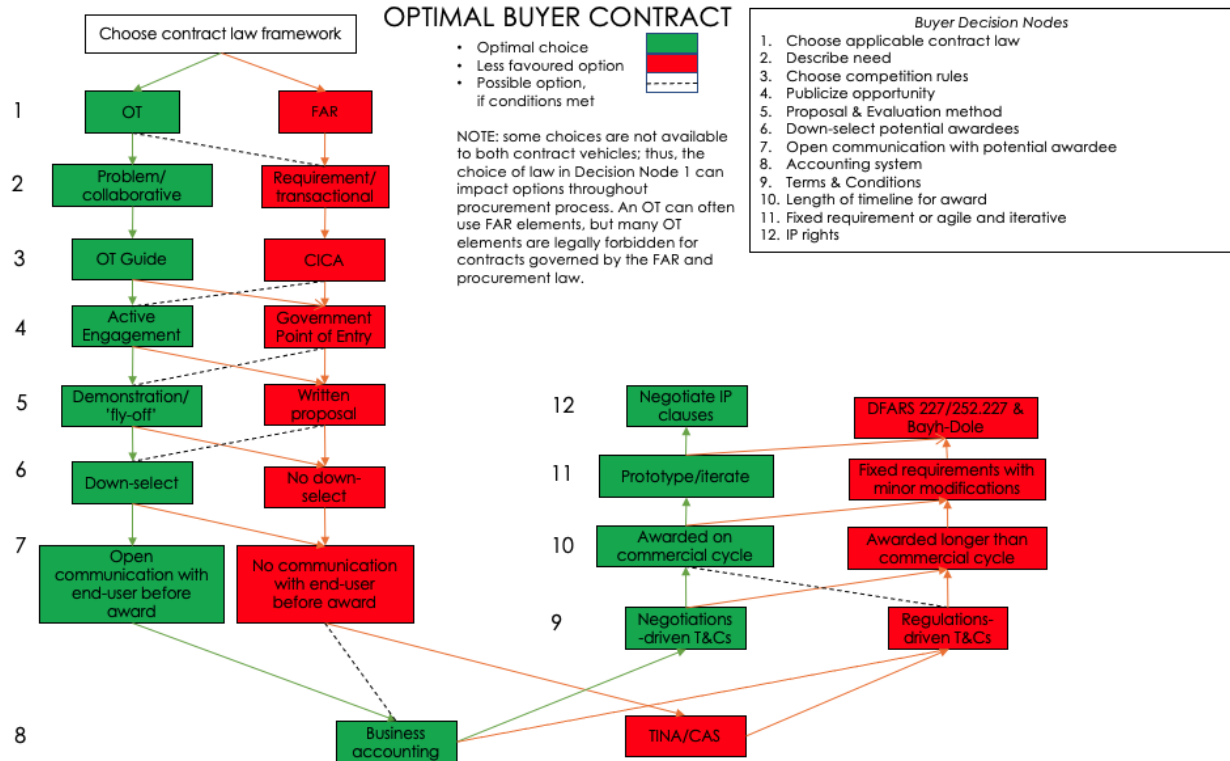 OPTIMAL BUYER CONTRACT
Choose contract law framework
• Optimal choice
• Less favoured option
• Possible option,
if conditions met
NOTE: some choices are not available
to both contract vehicles; thus, the
choice of law in Decision Node 1 can
impact options throughout
procurement process. An OT can often
use FAR elements, but many OT
elements are legally forbidden for
contracts governed by the FAR and
procurement law.
Buyer Decision Nodes
1. Choose applicable contract law
2. Describe need
3. Choose competition rules
4. Publicize opportunity
5. Proposal & Evaluation method
6. Down-select potential awardees
7. Open communication with potential awardee
8. Accounting system
9. Terms & Conditions
10. Length of timeline for award
11. Fixed requirement or agile and iterative
12. IP rights
1
OT
FAR
2
Problem/
collaborative
Requirement/
transactional
3
OT Guide
CICA
4
Active
Engagement
Government
Point of Entry
5
Demonstration/
'fly-off'
Written
proposal
6
Down-select
No down-
select
7
Open
communication with
end-user before
award
No communication
with end-user
before award
8
Business
accounting
TINA/CAS
9
Negotiations
-driven T&Cs
Regulations-
driven T&Cs
10
Awarded on
commercial cycle
Awarded longer than
commercial cycle
11
Prototype/iterate
Fixed requirements with
minor modifications
12
Negotiate IP
clauses
DFARS 227/252.227 &
Bayh-Dole